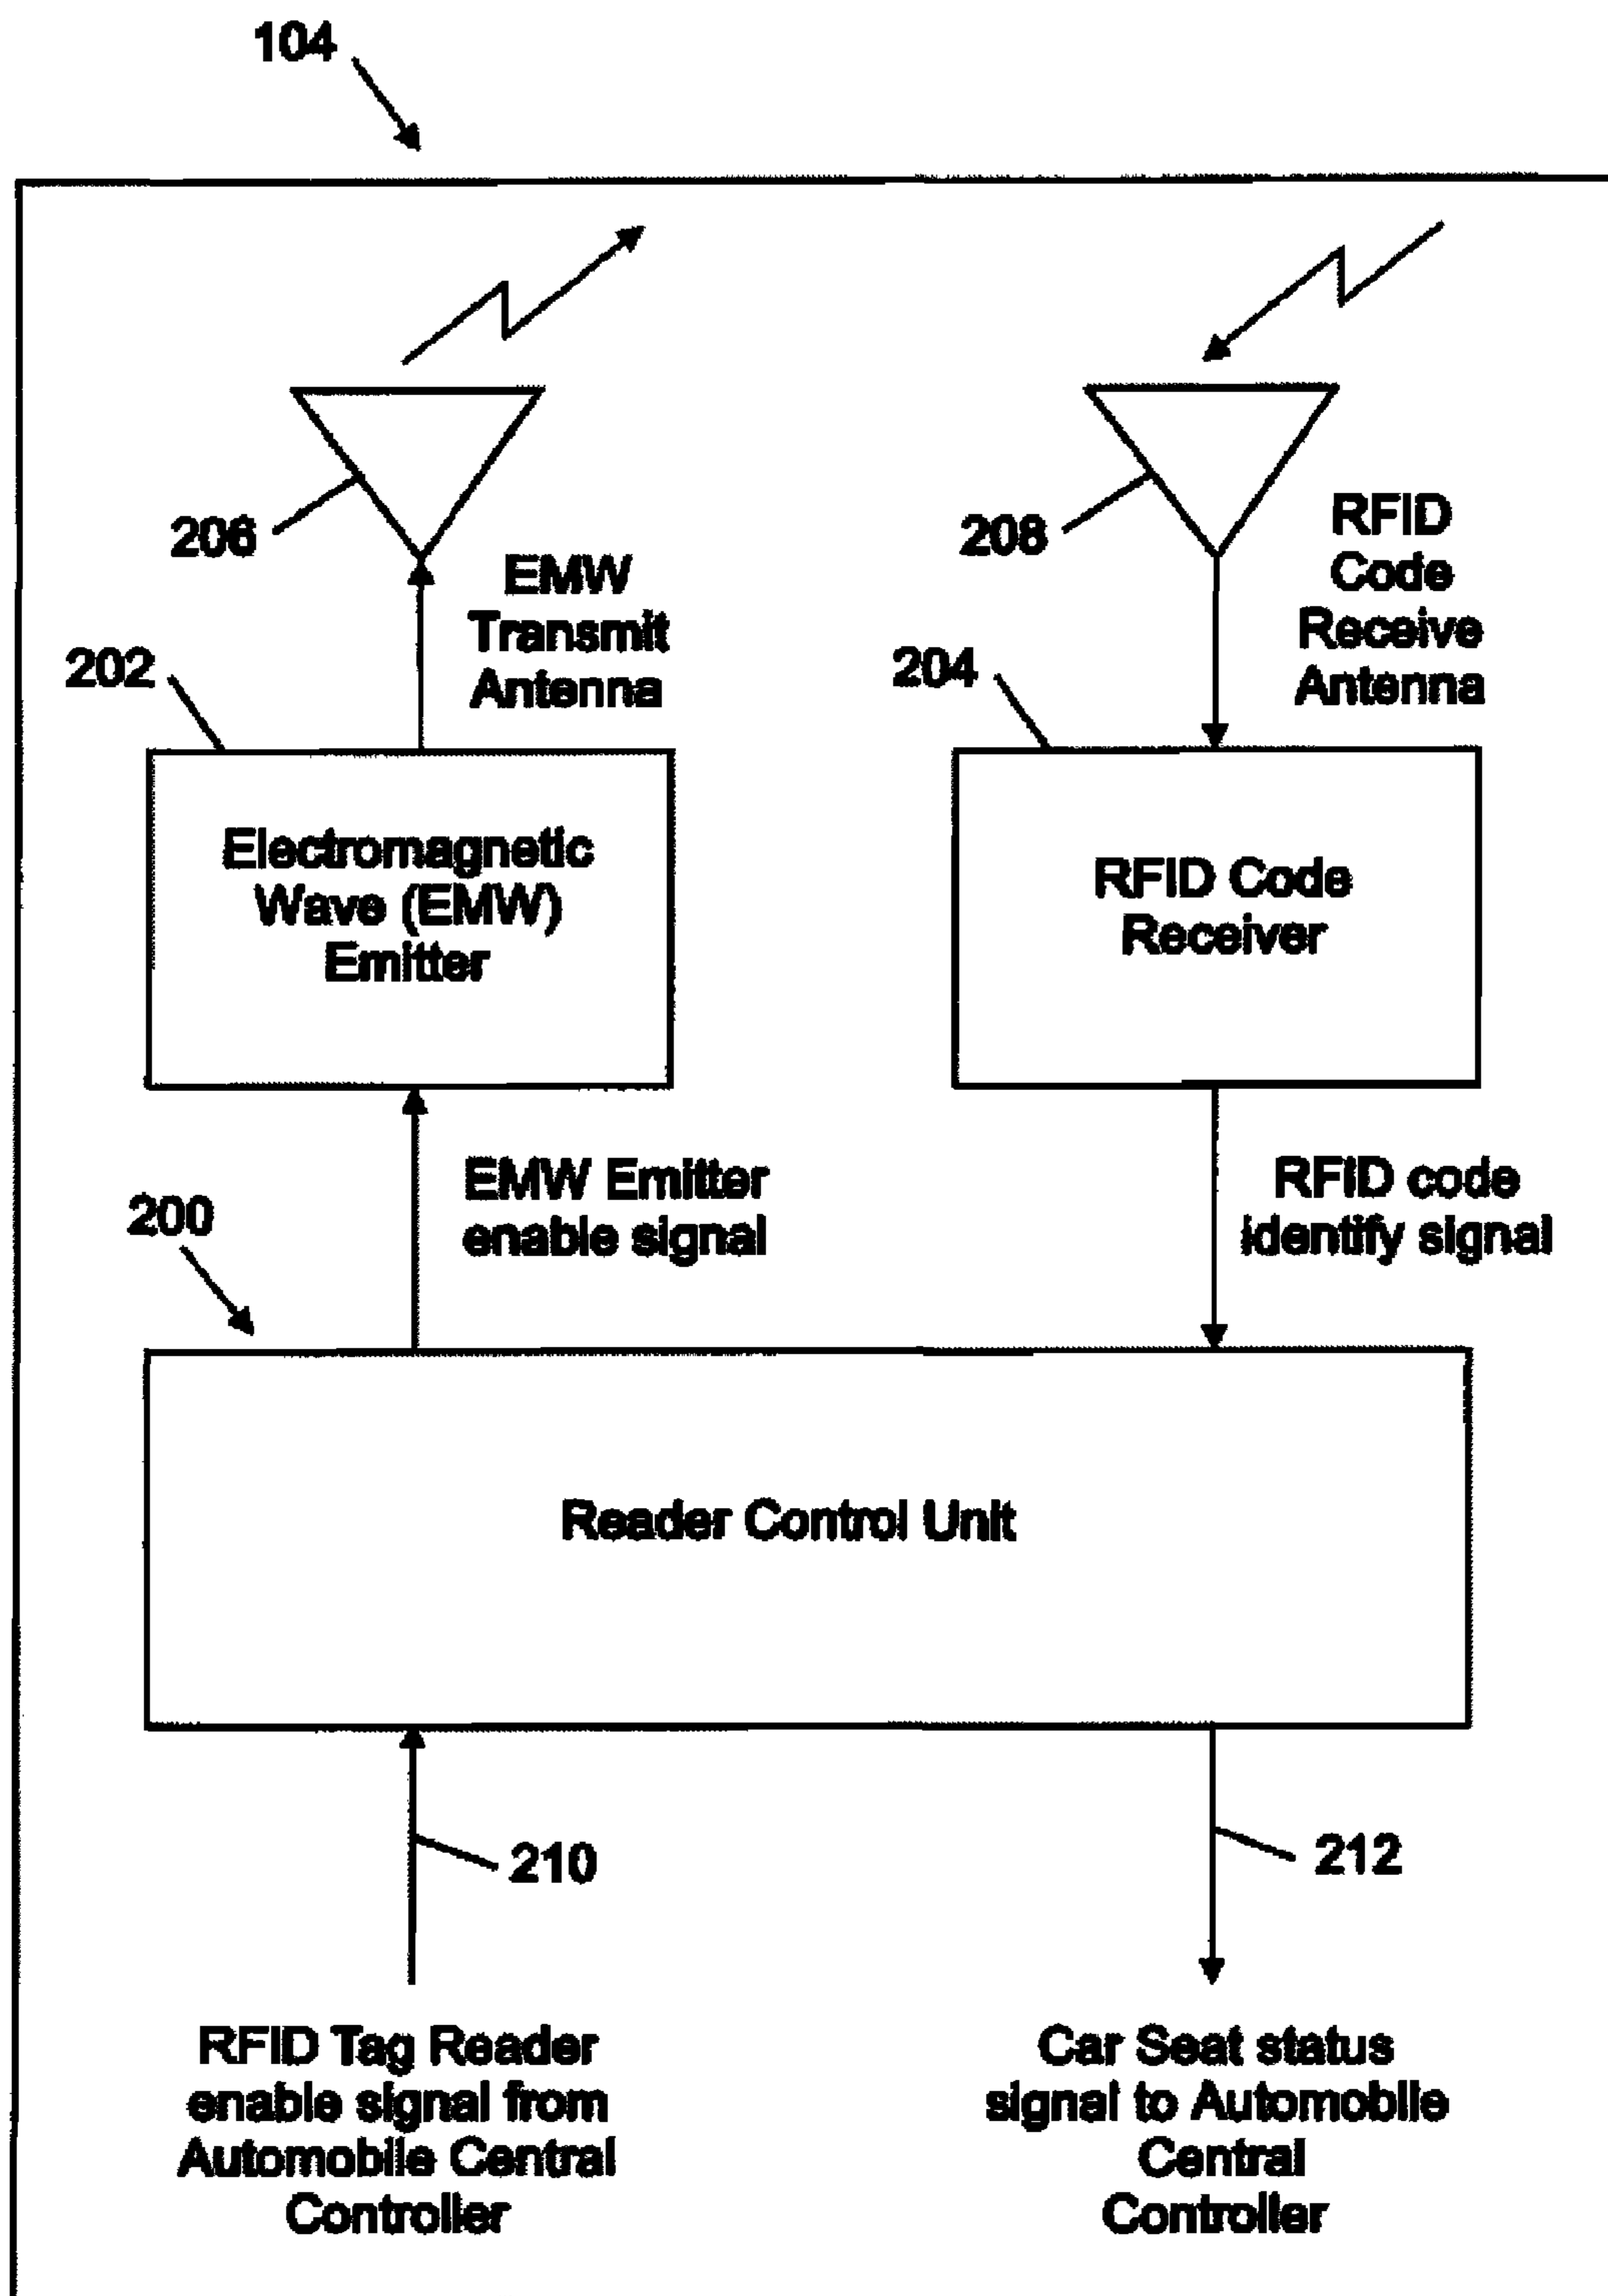 104
206
EMW
Transmit
Antenna
208
RFID
Code
Receive
Antenna
202
204
Electromagnetic
Wave (EMW)
Emitter
RFID Code
Receiver
200
EMW Emitter
enable signal
RFID code
identify signal
Reader Control Unit
210
212
RFID Tag Reader
enable signal from
Automobile Central
Controller
Car Seat status
signal to Automobile
Central
Controller